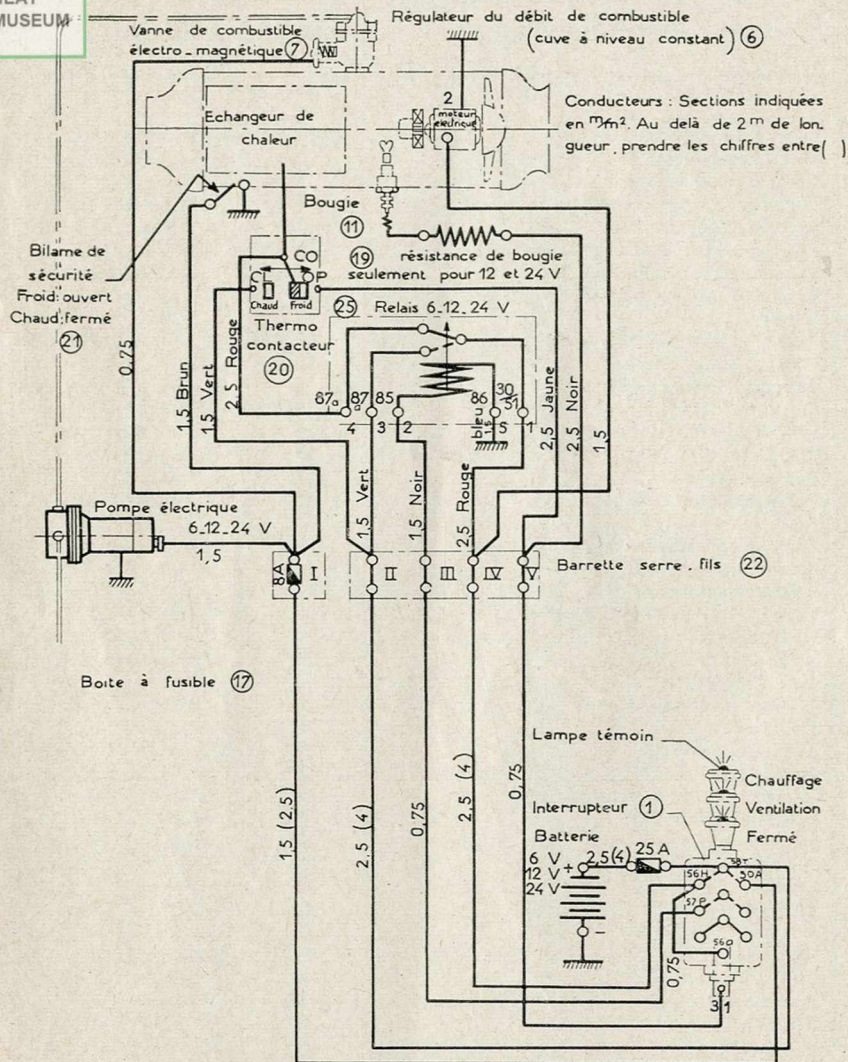 HEAT
MUSEUM
Vanne de combustible
électro-magnétique 7
Régulateur du débit de combustible
(cuve à niveau constant) 6
Echangeur de
chaleur
2
moteur
électrique
Conducteurs : Sections indiquées
en m/m². Au delà de 2 m de lon-
gueur, prendre les chiffres entre ( )
Bougie
11
19 résistance de bougie
seulement pour 12 et 24 V
Bilame de
sécurité
Froid: ouvert
Chaud: fermé
21
CO
CL
OP
Chaud Froid
Thermo
contacteur
20
25 Relais 6-12-24 V
87a 87 85 86 30
51
4 3 2 5 1
bleu
1,5
0,75
1,5 Brun
1,5 Vert
2,5 Rouge
1,5 Vert
1,5 Noir
2,5 Rouge
2,5 Jaune
2,5 Noir
1,5
Pompe électrique
6-12-24 V
1,5
8A
I II III IV V
Barrette serre-fils 22
Boite à fusible 17
1,5 (2,5)
2,5 (4)
0,75
2,5 (4)
0,75
Lampe témoin
Chauffage
Ventilation
Fermé
Interrupteur 1
Batterie
6 V
12 V
24 V
+
-
2,5 (4) 25 A
56H
50A
57P
56a
0,75
31